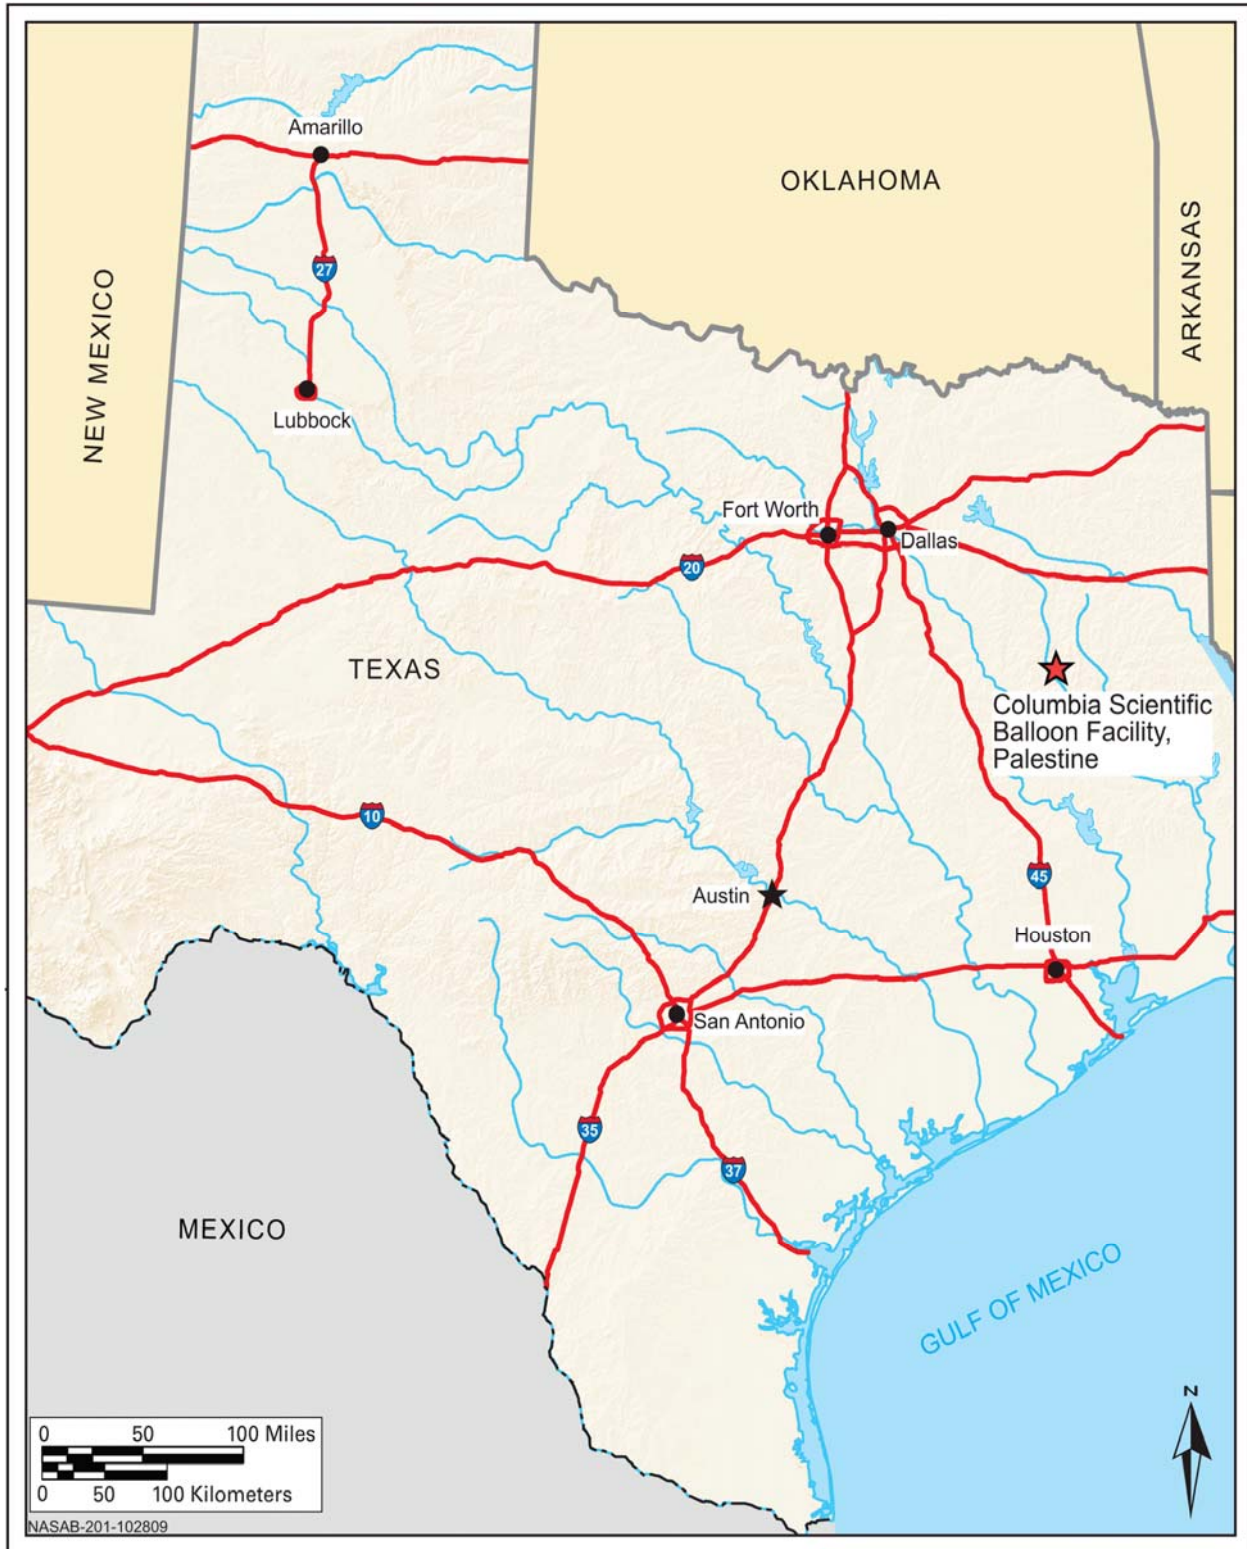 Amarillo
OKLAHOMA
ARKANSAS
27
NEW MEXICO
Lubbock
Fort Worth
Dallas
20
TEXAS
Columbia Scientific
Balloon Facility,
Palestine
10
45
Austin
Houston
San Antonio
35
37
MEXICO
GULF OF MEXICO
N
0 50 100 Miles
0 50 100 Kilometers
NASAB-201-102809